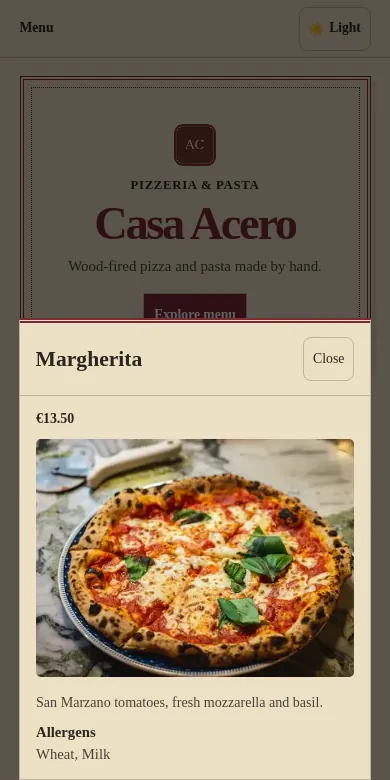 Menu
☀️ Light
AC
PIZZERIA & PASTA
Casa Acero
Wood-fired pizza and pasta made by hand.
Explore menu
Margherita
Close
€13.50
San Marzano tomatoes, fresh mozzarella and basil.
Allergens
Wheat, Milk